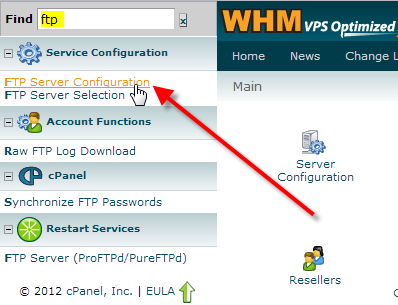 Find ftp x
Service Configuration
FTP Server Configuration
FTP Server Selection
Account Functions
Raw FTP Log Download
cPanel
Synchronize FTP Passwords
Restart Services
FTP Server (ProFTPd/PureFTPd)
© 2012 cPanel, Inc. | EULA
WHM VPS Optimized
Home News Change L
Main
Server
Configuration
Resellers